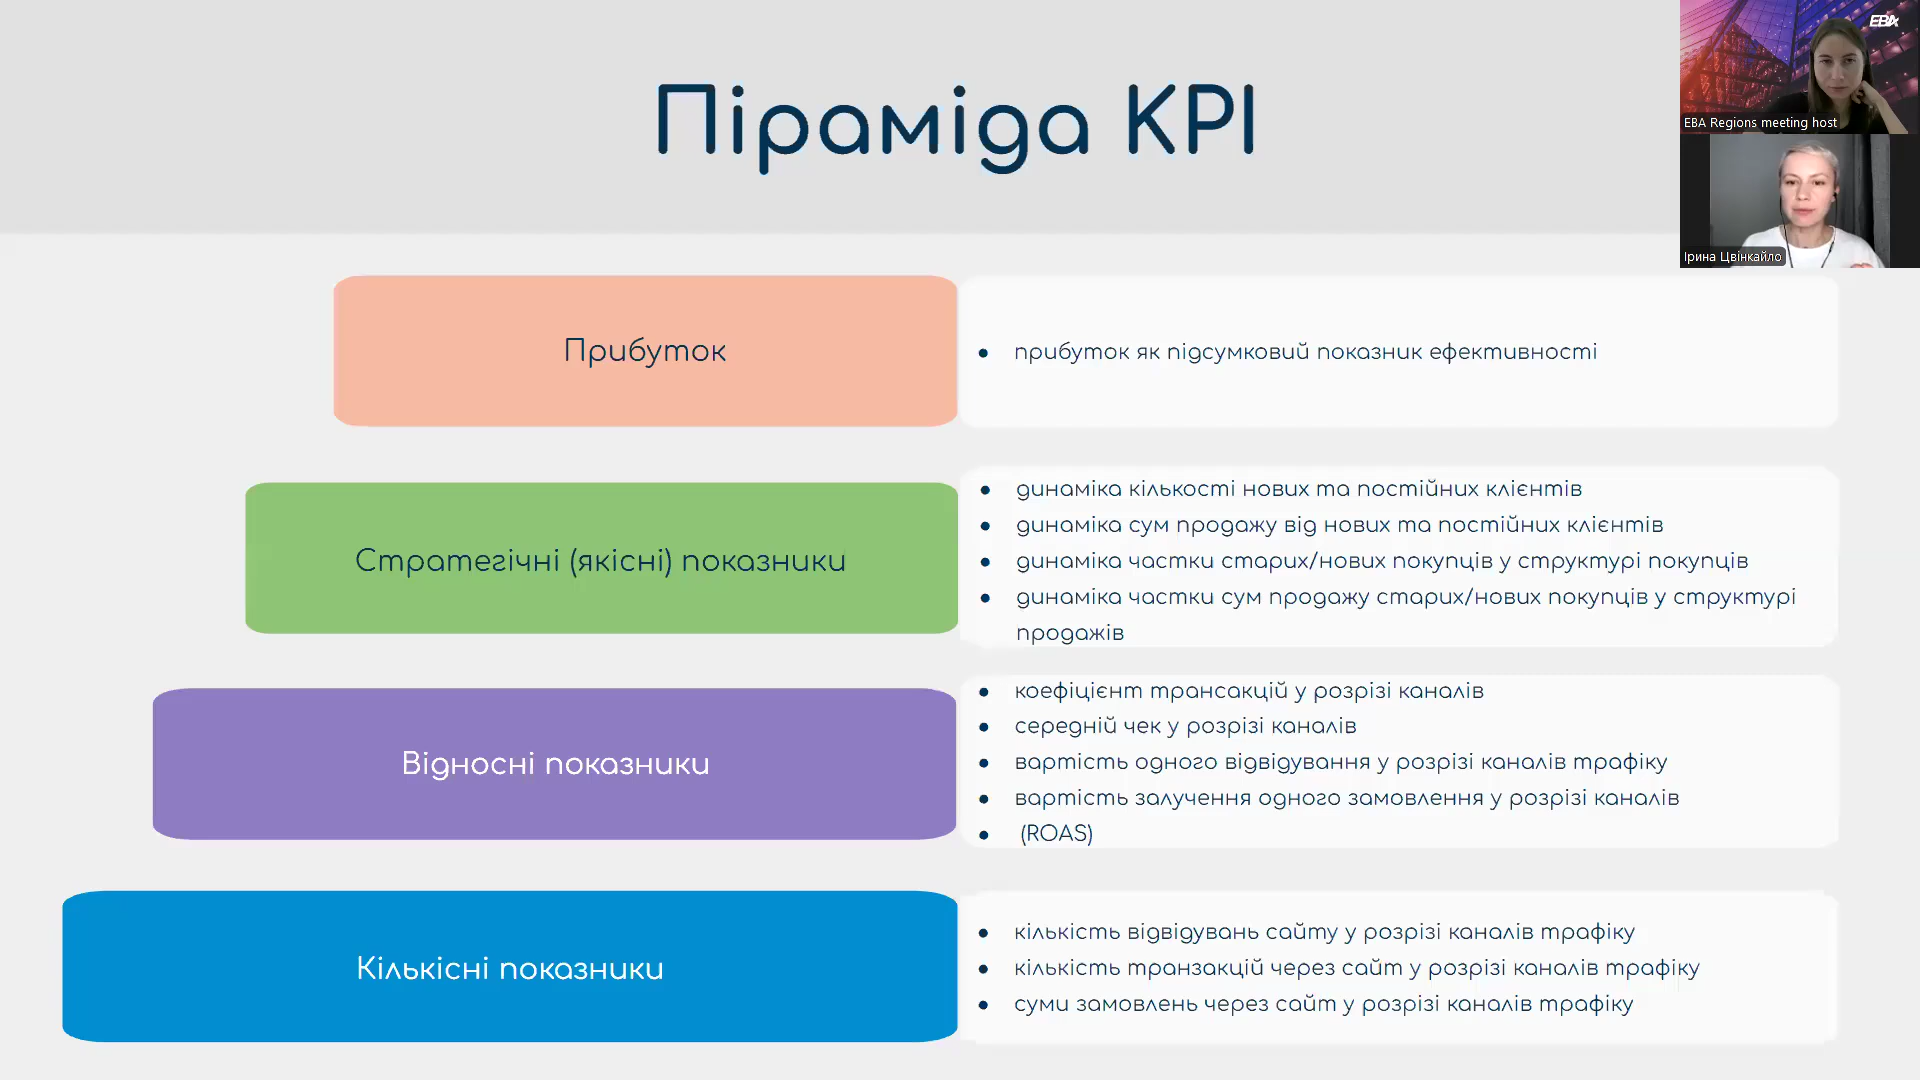 Піраміда KPI
EBA
EBA Regions meeting host
Ірина Цвінкайло
Прибуток
прибуток як підсумковий показник ефективності
Стратегічні (якісні) показники
динаміка кількості нових та постійних клієнтів
динаміка сум продажу від нових та постійних клієнтів
динаміка частки старих/нових покупців у структурі покупців
динаміка частки сум продажу старих/нових покупців у структурі
продажів
Відносні показники
коефіцієнт трансакцій у розрізі каналів
середній чек у розрізі каналів
вартість одного відвідування у розрізі каналів трафіку
вартість залучення одного замовлення у розрізі каналів
(ROAS)
Кількісні показники
кількість відвідувань сайту у розрізі каналів трафіку
кількість транзакцій через сайт у розрізі каналів трафіку
суми замовлень через сайт у розрізі каналів трафіку